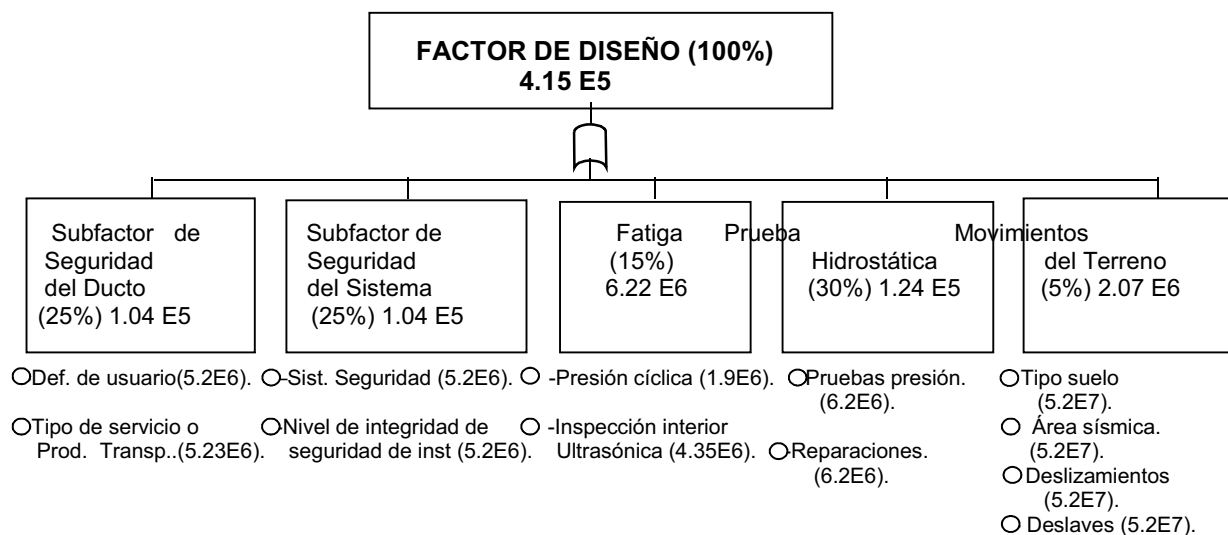 FACTOR DE DISEÑO (100%)
4.15 E5
Subfactor de
Seguridad
del Ducto
(25%) 1.04 E5
Subfactor de
Seguridad
del Sistema
(25%) 1.04 E5
Fatiga
(15%)
6.22 E6
Prueba
Hidrostática
(30%) 1.24 E5
Movimientos
del Terreno
(5%) 2.07 E6
Def. de usuario(5.2E6).
Tipo de servicio o
Prod. Transp..(5.23E6).
-Sist. Seguridad (5.2E6).
-Nivel de integridad de
seguridad de inst (5.2E6).
-Presión cíclica (1.9E6).
-Inspección interior
Ultrasónica (4.35E6).
Pruebas presión.
(6.2E6).
-Reparaciones.
(6.2E6).
Tipo suelo
(5.2E7).
Área sísmica.
(5.2E7).
Deslizamientos
(5.2E7).
Deslaves (5.2E7).